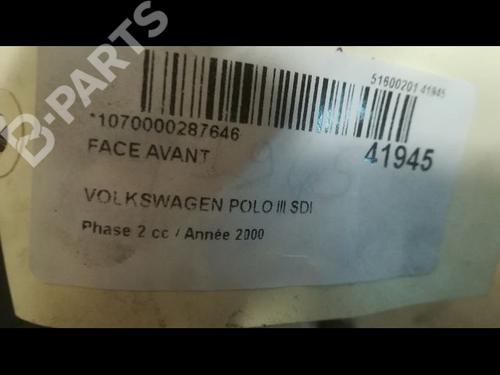 B-PARTS
51600201 41945
*1070000287646
FACE AVANT
41945
VOLKSWAGEN POLO III SDI
Phase 2 cc / Année 2000